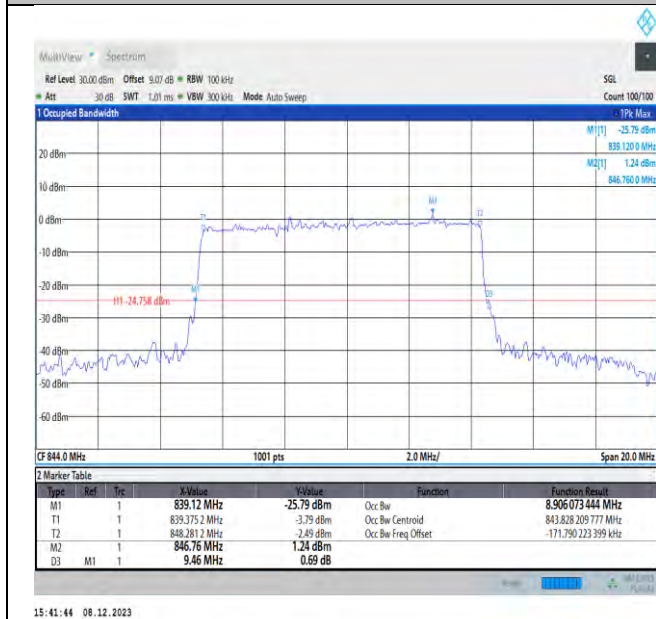 MultiView Spectrum
Ref Level 30.00 dBm Offset 9.07 dB RBW 100 kHz SGL
Att 30 dB SWT 1.01 ms VBW 300 kHz Mode Auto Sweep Count 100/100
1 Occupied Bandwidth 1Pk Max
M1[1] -25.79 dBm
839.120 0 MHz
M2[1] 1.24 dBm
846.760 0 MHz
20 dBm
10 dBm
M2
T1 T2
0 dBm
-10 dBm
-20 dBm
M1 D3
H1 -24.758 dBm
-30 dBm
-40 dBm
-50 dBm
-60 dBm
CF 844.0 MHz 1001 pts 2.0 MHz/ Span 20.0 MHz
2 Marker Table
Type Ref Trc X-Value Y-Value Function Function Result
M1 1 839.12 MHz -25.79 dBm Occ Bw 8.906 073 444 MHz
T1 1 839.375 2 MHz -3.79 dBm Occ Bw Centroid 843.828 209 777 MHz
T2 1 848.281 2 MHz -2.49 dBm Occ Bw Freq Offset -171.790 223 399 kHz
M2 1 846.76 MHz 1.24 dBm
D3 M1 1 9.46 MHz 0.69 dB
15:41:44 08.12.2023